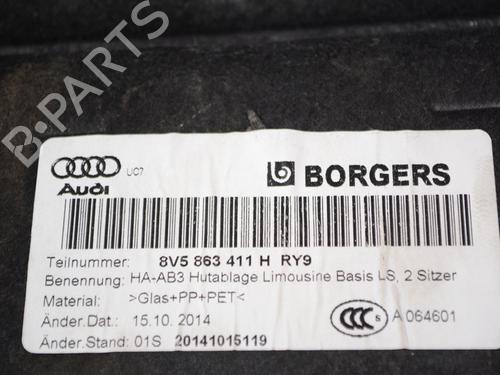 UC7
Audi
BORGERS
Teilnummer: 8V5 863 411 H RY9
Benennung: HA-AB3 Hutablage Limousine Basis LS, 2 Sitzer
Material: >Glas+PP+PET<
Änder.Dat.: 15.10. 2014
Änder.Stand: 01S 20141015119
CCC S A 064601
B-PARTS